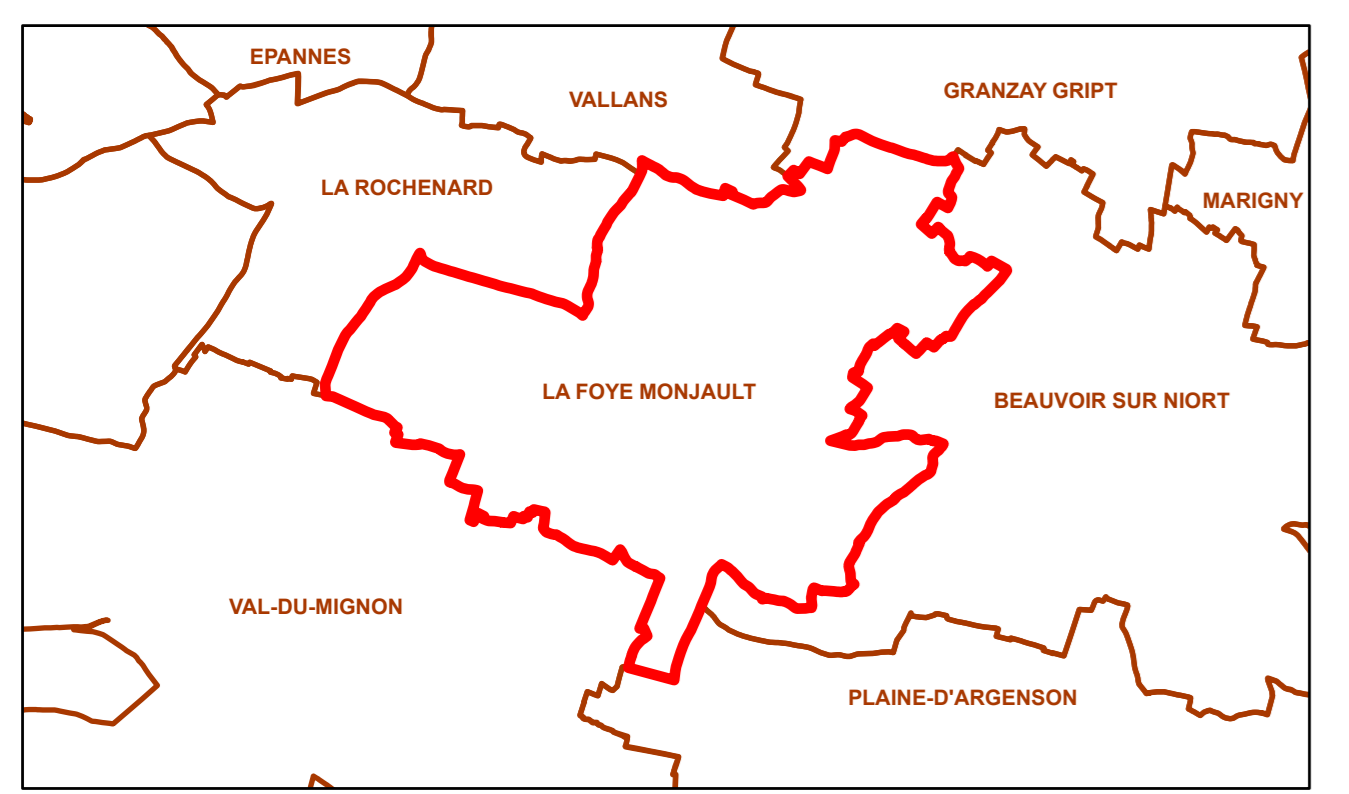 EPANNES
VALLANS
GRANZAY GRIPT
LA ROCHENARD
MARIGNY
LA FOYE MONJAULT
BEAUVOIR SUR NIORT
VAL-DU-MIGNON
PLAINE-D'ARGENSON